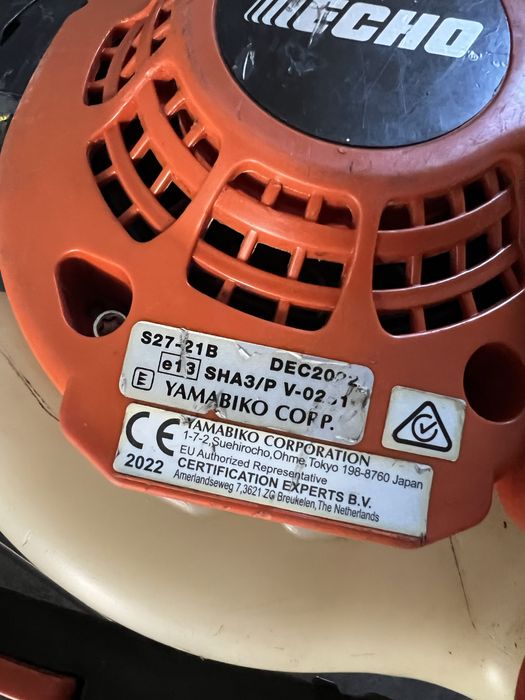 ECHO
S27-21B DEC2022
e13 SHA3/P
E YAMABIKO CORP.
YAMABIKO CORPORATION
1-7-2, Suehirocho, Ohme, Tokyo 198-8760 Japan
EU Authorized Representative
CERTIFICATION EXPERTS B.V.
Amerlandseweg 7, 3621 ZG Breukelen, The Netherlands
CE
2022